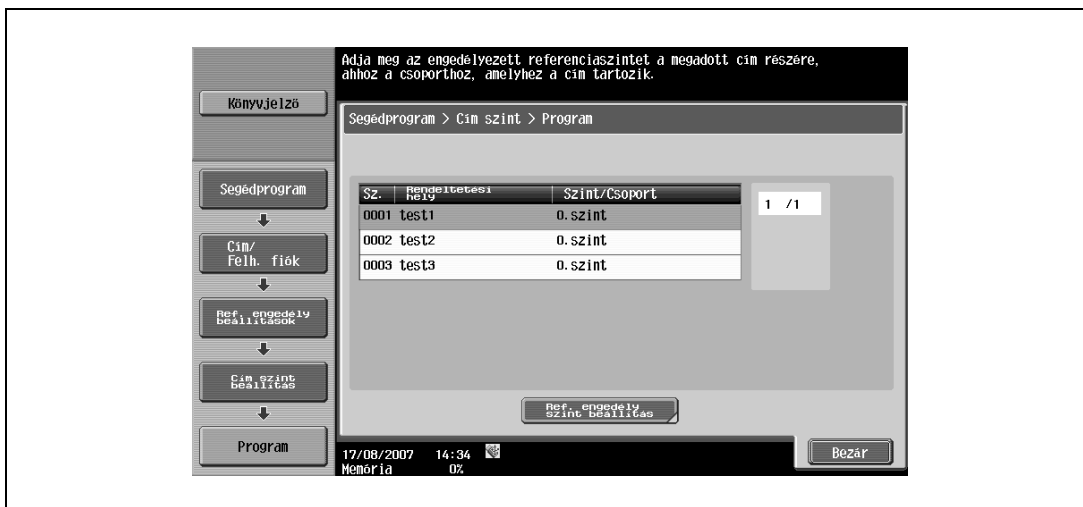 Adja meg az engedélyezett referenciaszintet a megadott cím részére,
ahhoz a csoporthoz, amelyhez a cím tartozik.
Könyvjelző
Segédprogram > Cím szint > Program
Segédprogram
Cím/
Felh. fiók
Ref. engedély
beállítások
Cím szint
beállítás
Program
Sz. Rendeltetési
hely Szint/Csoport
0001 test1 0.szint
0002 test2 0.szint
0003 test3 0.szint
1 /1
Ref. engedély
szint beállítás
17/08/2007 14:34
Memória 0%
Bezár